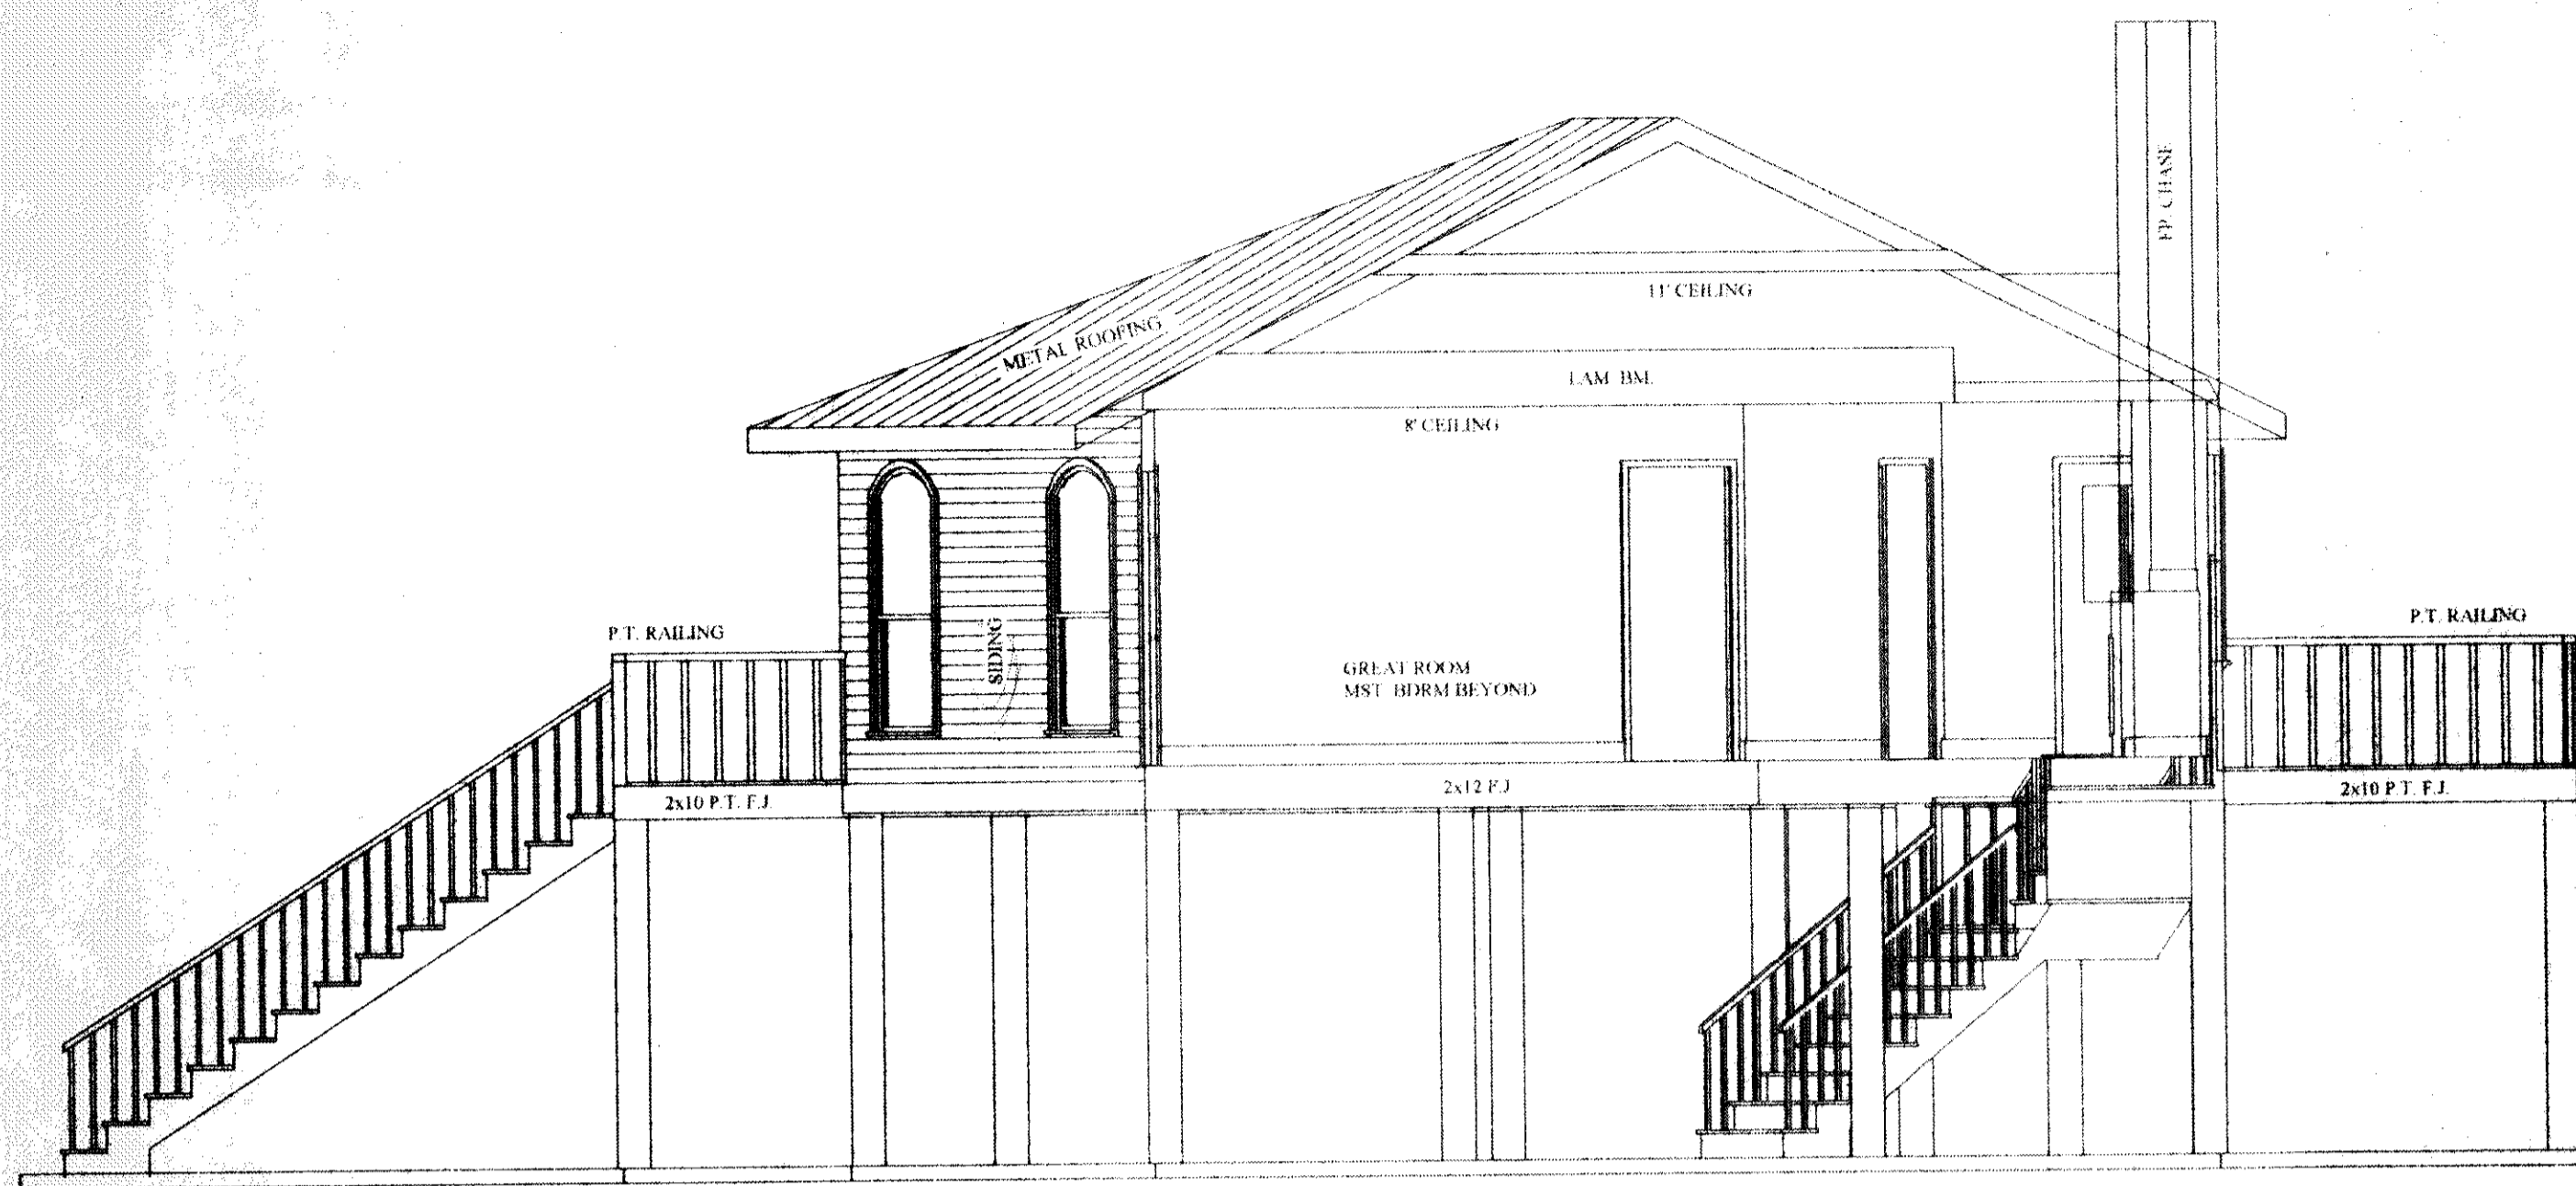 FP. CHASE
11' CEILING
METAL ROOFING
LAM BM.
8' CEILING
P.T. RAILING
P.T. RAILING
SIDING
GREAT ROOM
MST BDRM BEYOND
2x10 P.T. F.J.
2x12 F.J
2x10 P.T. F.J.